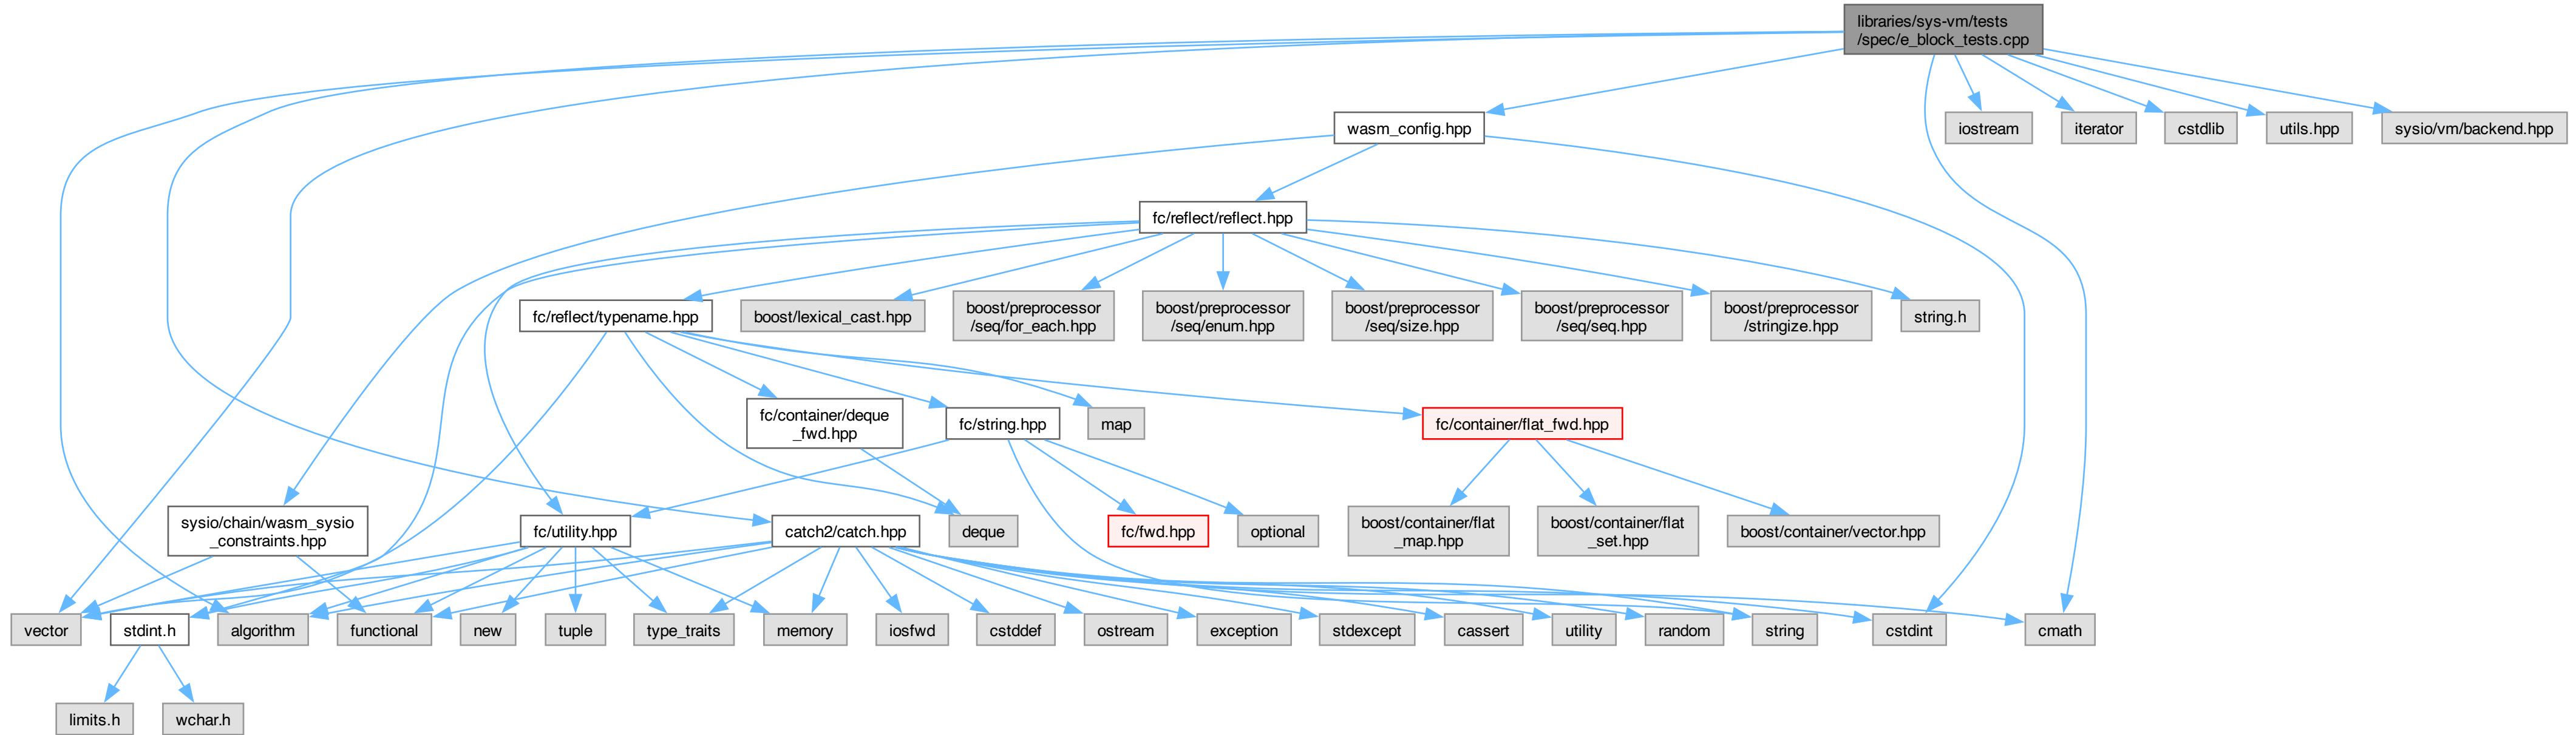 libraries/sys-vm/tests
/spec/e_block_tests.cpp
wasm_config.hpp
iostream
iterator
cstdlib
utils.hpp
sysio/vm/backend.hpp
fc/reflect/reflect.hpp
fc/reflect/typename.hpp
boost/lexical_cast.hpp
boost/preprocessor
/seq/for_each.hpp
boost/preprocessor
/seq/enum.hpp
boost/preprocessor
/seq/size.hpp
boost/preprocessor
/seq/seq.hpp
boost/preprocessor
/stringize.hpp
string.h
fc/container/deque
_fwd.hpp
fc/string.hpp
map
fc/container/flat_fwd.hpp
sysio/chain/wasm_sysio
_constraints.hpp
fc/utility.hpp
catch2/catch.hpp
deque
fc/fwd.hpp
optional
boost/container/flat
_map.hpp
boost/container/flat
_set.hpp
boost/container/vector.hpp
vector
stdint.h
algorithm
functional
new
tuple
type_traits
memory
iosfwd
cstddef
ostream
exception
stdexcept
cassert
utility
random
string
cstdint
cmath
limits.h
wchar.h